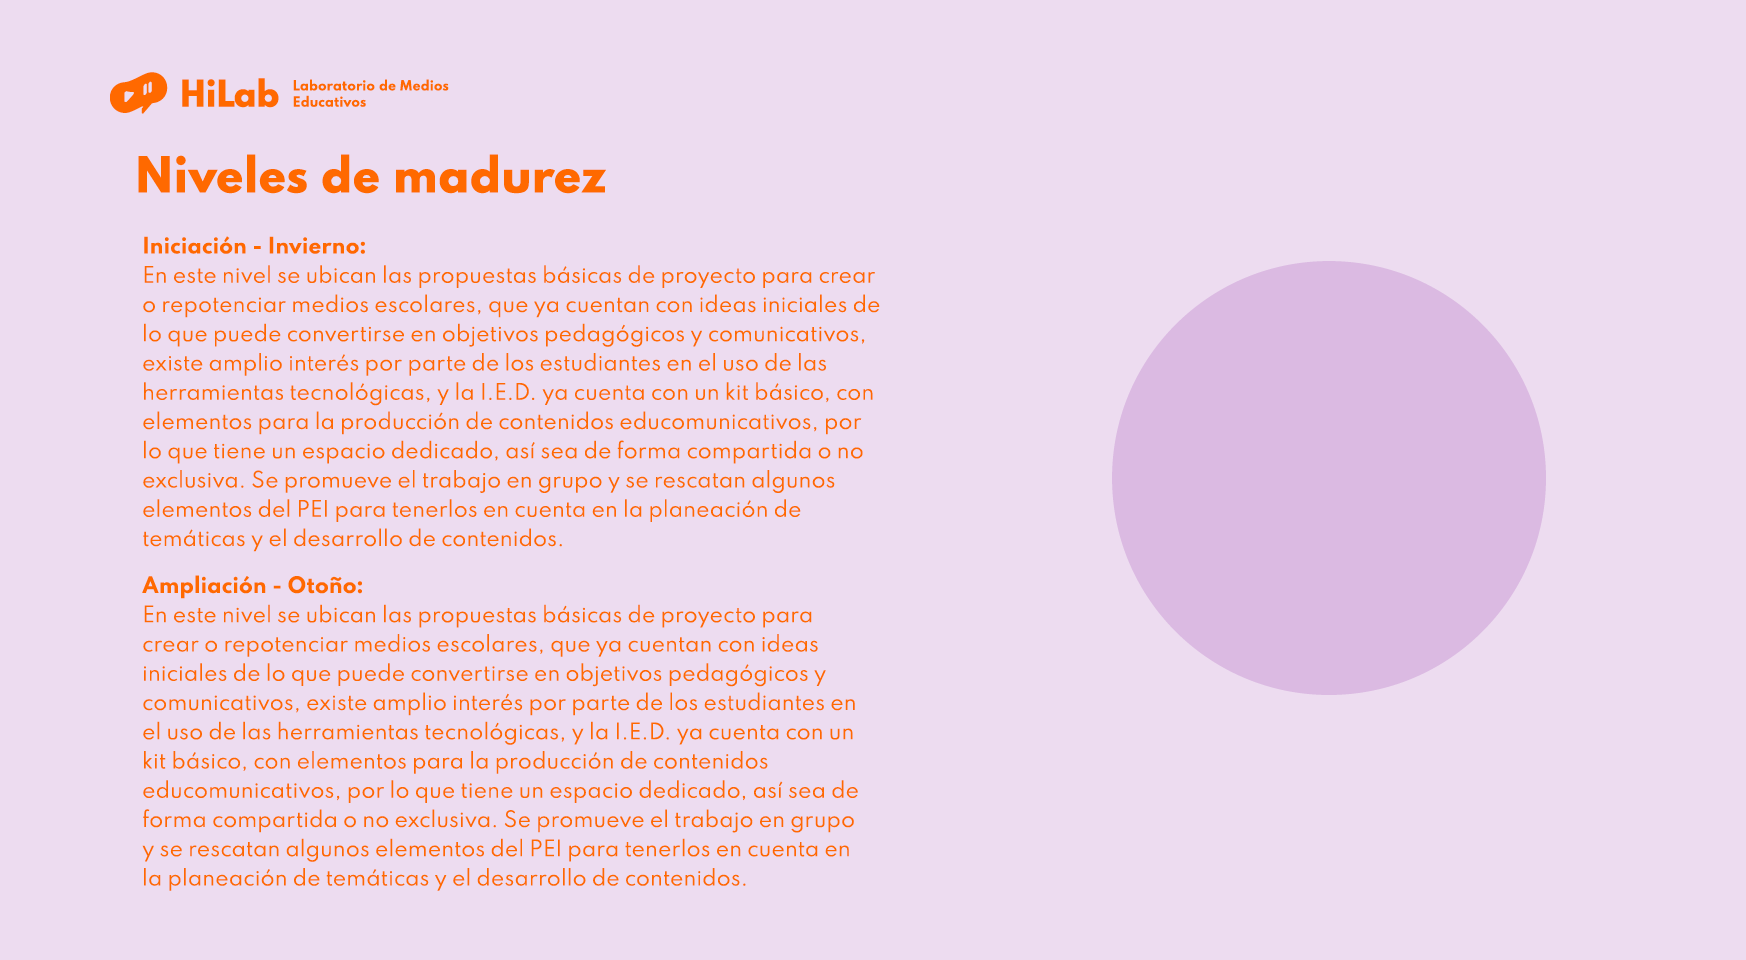 HiLab
Laboratorio de Medios
Educativos
Niveles de madurez
Iniciación - Invierno:
En este nivel se ubican las propuestas básicas de proyecto para crear
o repotenciar medios escolares, que ya cuentan con ideas iniciales de
lo que puede convertirse en objetivos pedagógicos y comunicativos,
existe amplio interés por parte de los estudiantes en el uso de las
herramientas tecnológicas, y la I.E.D. ya cuenta con un kit básico, con
elementos para la producción de contenidos educomunicativos, por
lo que tiene un espacio dedicado, así sea de forma compartida o no
exclusiva. Se promueve el trabajo en grupo y se rescatan algunos
elementos del PEI para tenerlos en cuenta en la planeación de
temáticas y el desarrollo de contenidos.
Ampliación - Otoño:
En este nivel se ubican las propuestas básicas de proyecto para
crear o repotenciar medios escolares, que ya cuentan con ideas
iniciales de lo que puede convertirse en objetivos pedagógicos y
comunicativos, existe amplio interés por parte de los estudiantes en
el uso de las herramientas tecnológicas, y la I.E.D. ya cuenta con un
kit básico, con elementos para la producción de contenidos
educomunicativos, por lo que tiene un espacio dedicado, así sea de
forma compartida o no exclusiva. Se promueve el trabajo en grupo
y se rescatan algunos elementos del PEI para tenerlos en cuenta en
la planeación de temáticas y el desarrollo de contenidos.